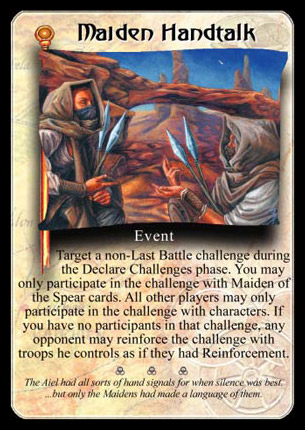 Maiden Handtalk
Event
Target a non-Last Battle challenge during
the Declare Challenges phase. You may
only participate in the challenge with Maiden of
the Spear cards. All other players may only
participate in the challenge with characters. If
you have no participants in that challenge, any
opponent may reinforce the challenge with
troops he controls as if they had Reinforcement.
The Aiel had all sorts of hand signals for when silence was best.
...but only the Maidens had made a language of them.